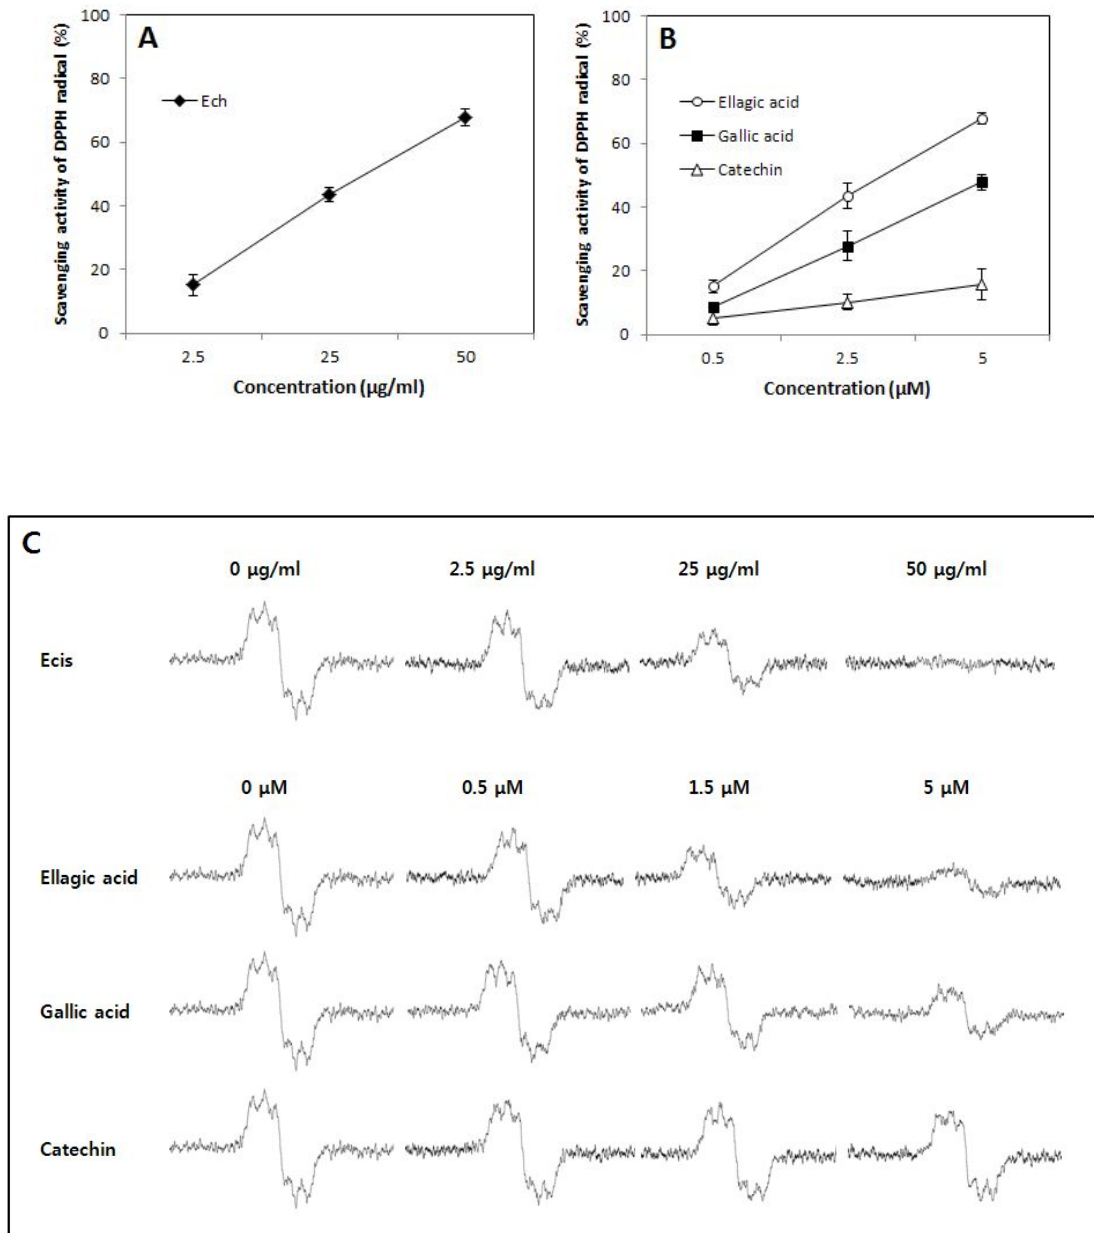 A
Scavenging activity of DPPH radical (%)
100
80
60
40
20
0
Ech
2.5 25 50
Concentration (µg/ml)
B
Scavenging activity of DPPH radical (%)
100
80
60
40
20
0
Ellagic acid
Gallic acid
Catechin
0.5 2.5 5
Concentration (µM)
C
0 µg/ml 2.5 µg/ml 25 µg/ml 50 µg/ml
Ecis
0 µM 0.5 µM 1.5 µM 5 µM
Ellagic acid
Gallic acid
Catechin